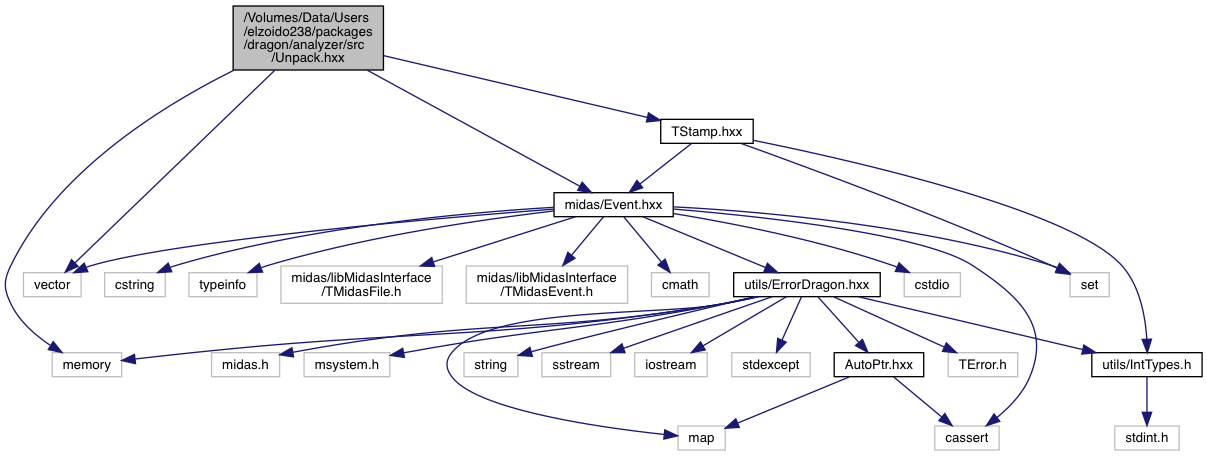 /Volumes/Data/Users
/elzoido238/packages
/dragon/analyzer/src
/Unpack.hxx
TStamp.hxx
midas/Event.hxx
vector
cstring
typeinfo
midas/libMidasInterface
/TMidasFile.h
midas/libMidasInterface
/TMidasEvent.h
cmath
utils/ErrorDragon.hxx
cstdio
set
memory
midas.h
msystem.h
string
sstream
iostream
stdexcept
AutoPtr.hxx
TError.h
utils/IntTypes.h
map
cassert
stdint.h